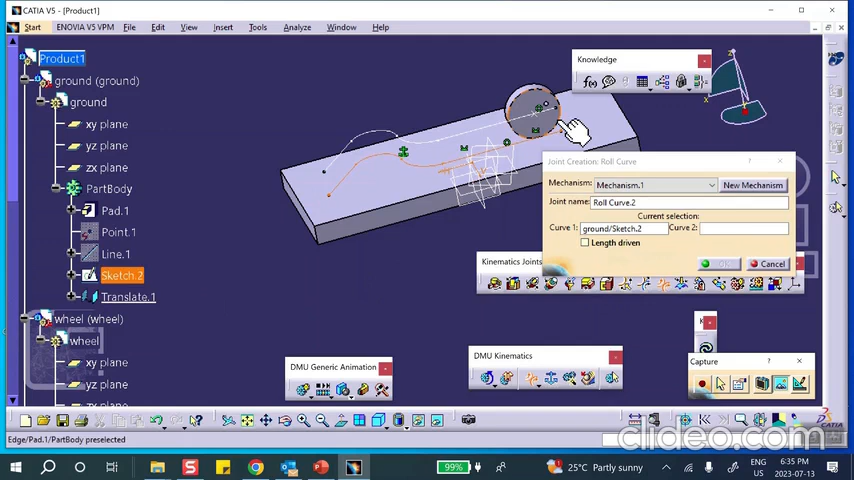 CATIA V5 - [Product1]
Start
ENOVIA V5 VPM
File
Edit
View
Insert
Tools
Analyze
Window
Help
Product1
ground (ground)
ground
xy plane
yz plane
zx plane
PartBody
Pad.1
Point.1
Line.1
Sketch.2
Translate.1
wheel (wheel)
wheel
xy plane
yz plane
Knowledge
Joint Creation: Roll Curve
Mechanism:
Mechanism.1
New Mechanism
Joint name:
Roll Curve.2
Current selection:
Curve 1:
ground/Sketch.2
Curve 2:
Length driven
Cancel
Kinematics Joints
DMU Generic Animation
DMU Kinematics
Capture
Edge/Pad.1/PartBody preselected
clideo.com
99%
25°C Partly sunny
ENG
US
6:35 PM
2023-07-13